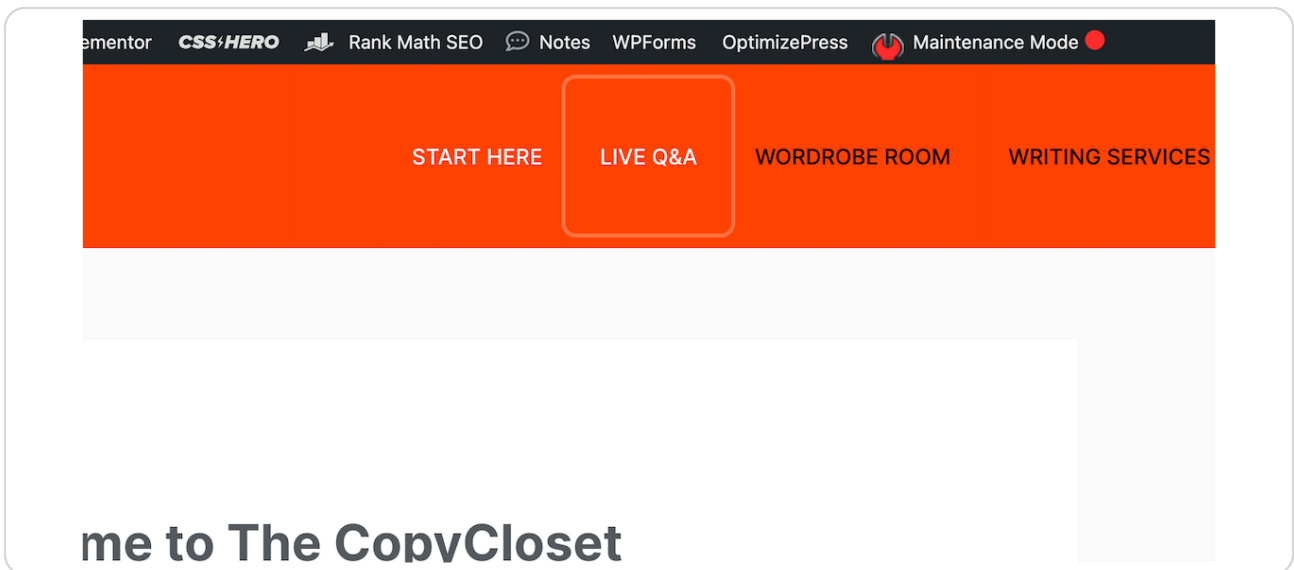 ementor CSS HERO Rank Math SEO Notes WPForms OptimizePress Maintenance Mode
START HERE LIVE Q&A WORDROBE ROOM WRITING SERVICES
me to The CopyCloset